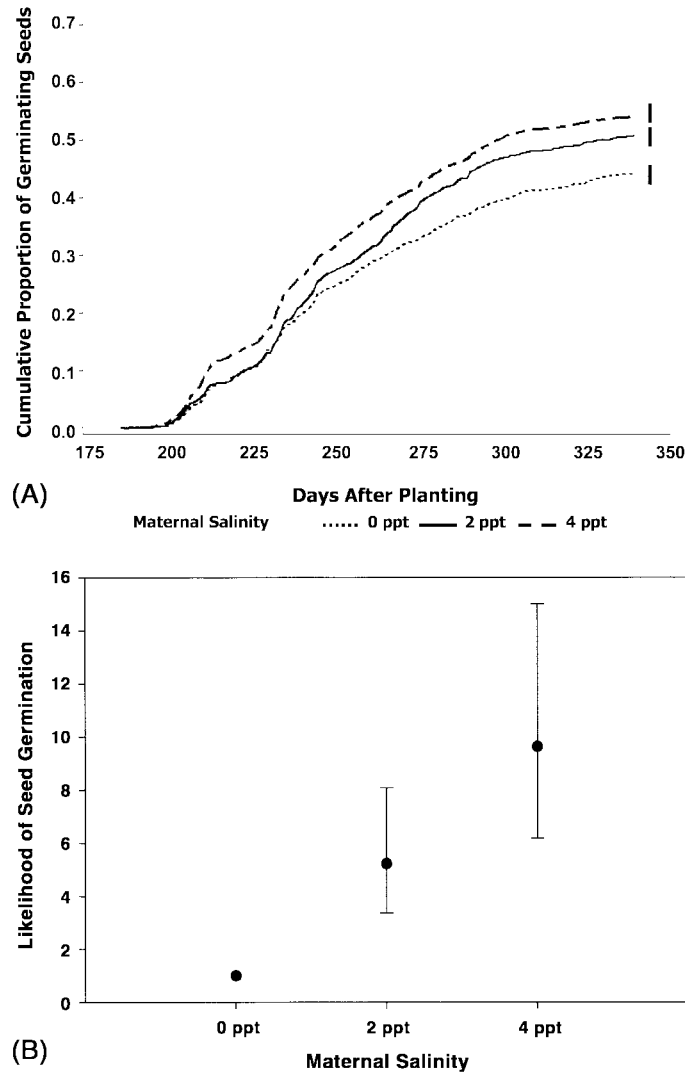 Cumulative Proportion of Germinating Seeds
0.7
0.6
0.5
0.4
0.3
0.2
0.1
0.0
175 200 225 250 275 300 325 350
(A)
Days After Planting
Maternal Salinity 0 ppt 2 ppt 4 ppt
Likelihood of Seed Germination
16
14
12
10
8
6
4
2
0
0 ppt 2 ppt 4 ppt
(B)
Maternal Salinity